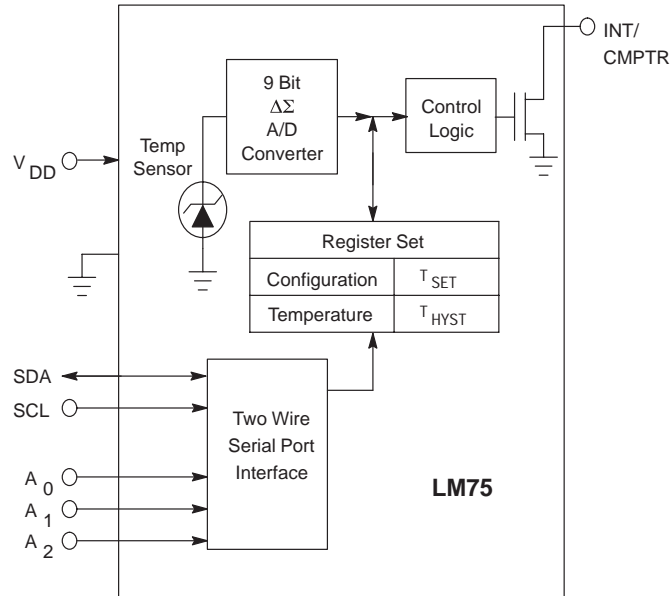 INT/
CMPTR
9 Bit
ΔΣ
A/D
Converter
Control
Logic
Temp
Sensor
V DD
Register Set
Configuration
T SET
Temperature
T HYST
SDA
SCL
Two Wire
Serial Port
Interface
A 0
A 1
A 2
LM75